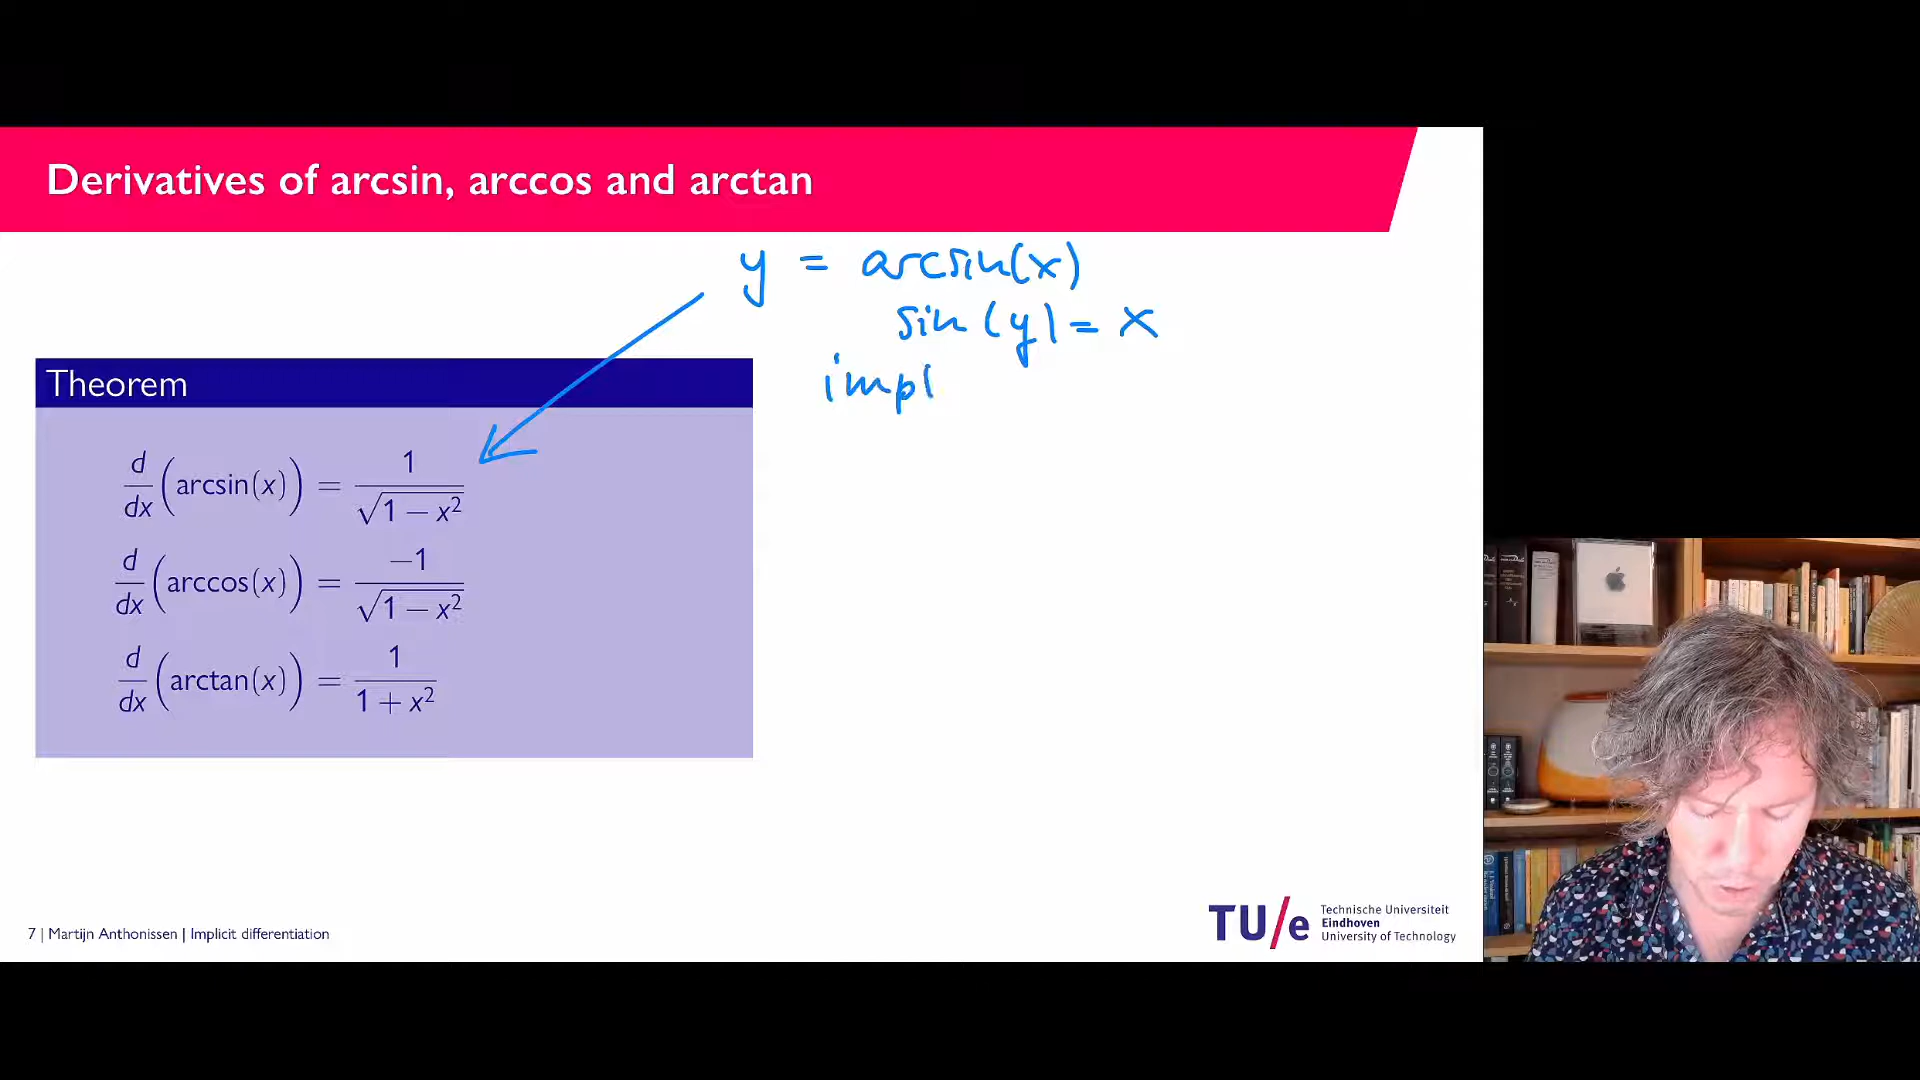 Derivatives of arcsin, arccos and arctan
y = arcsin(x)
sin(y) = x
impl
Theorem
d/dx (arcsin(x)) = 1/√(1 − x²)
d/dx (arccos(x)) = −1/√(1 − x²)
d/dx (arctan(x)) = 1/(1 + x²)
7 | Martijn Anthonissen | Implicit differentiation
TU/e Technische Universiteit
Eindhoven
University of Technology